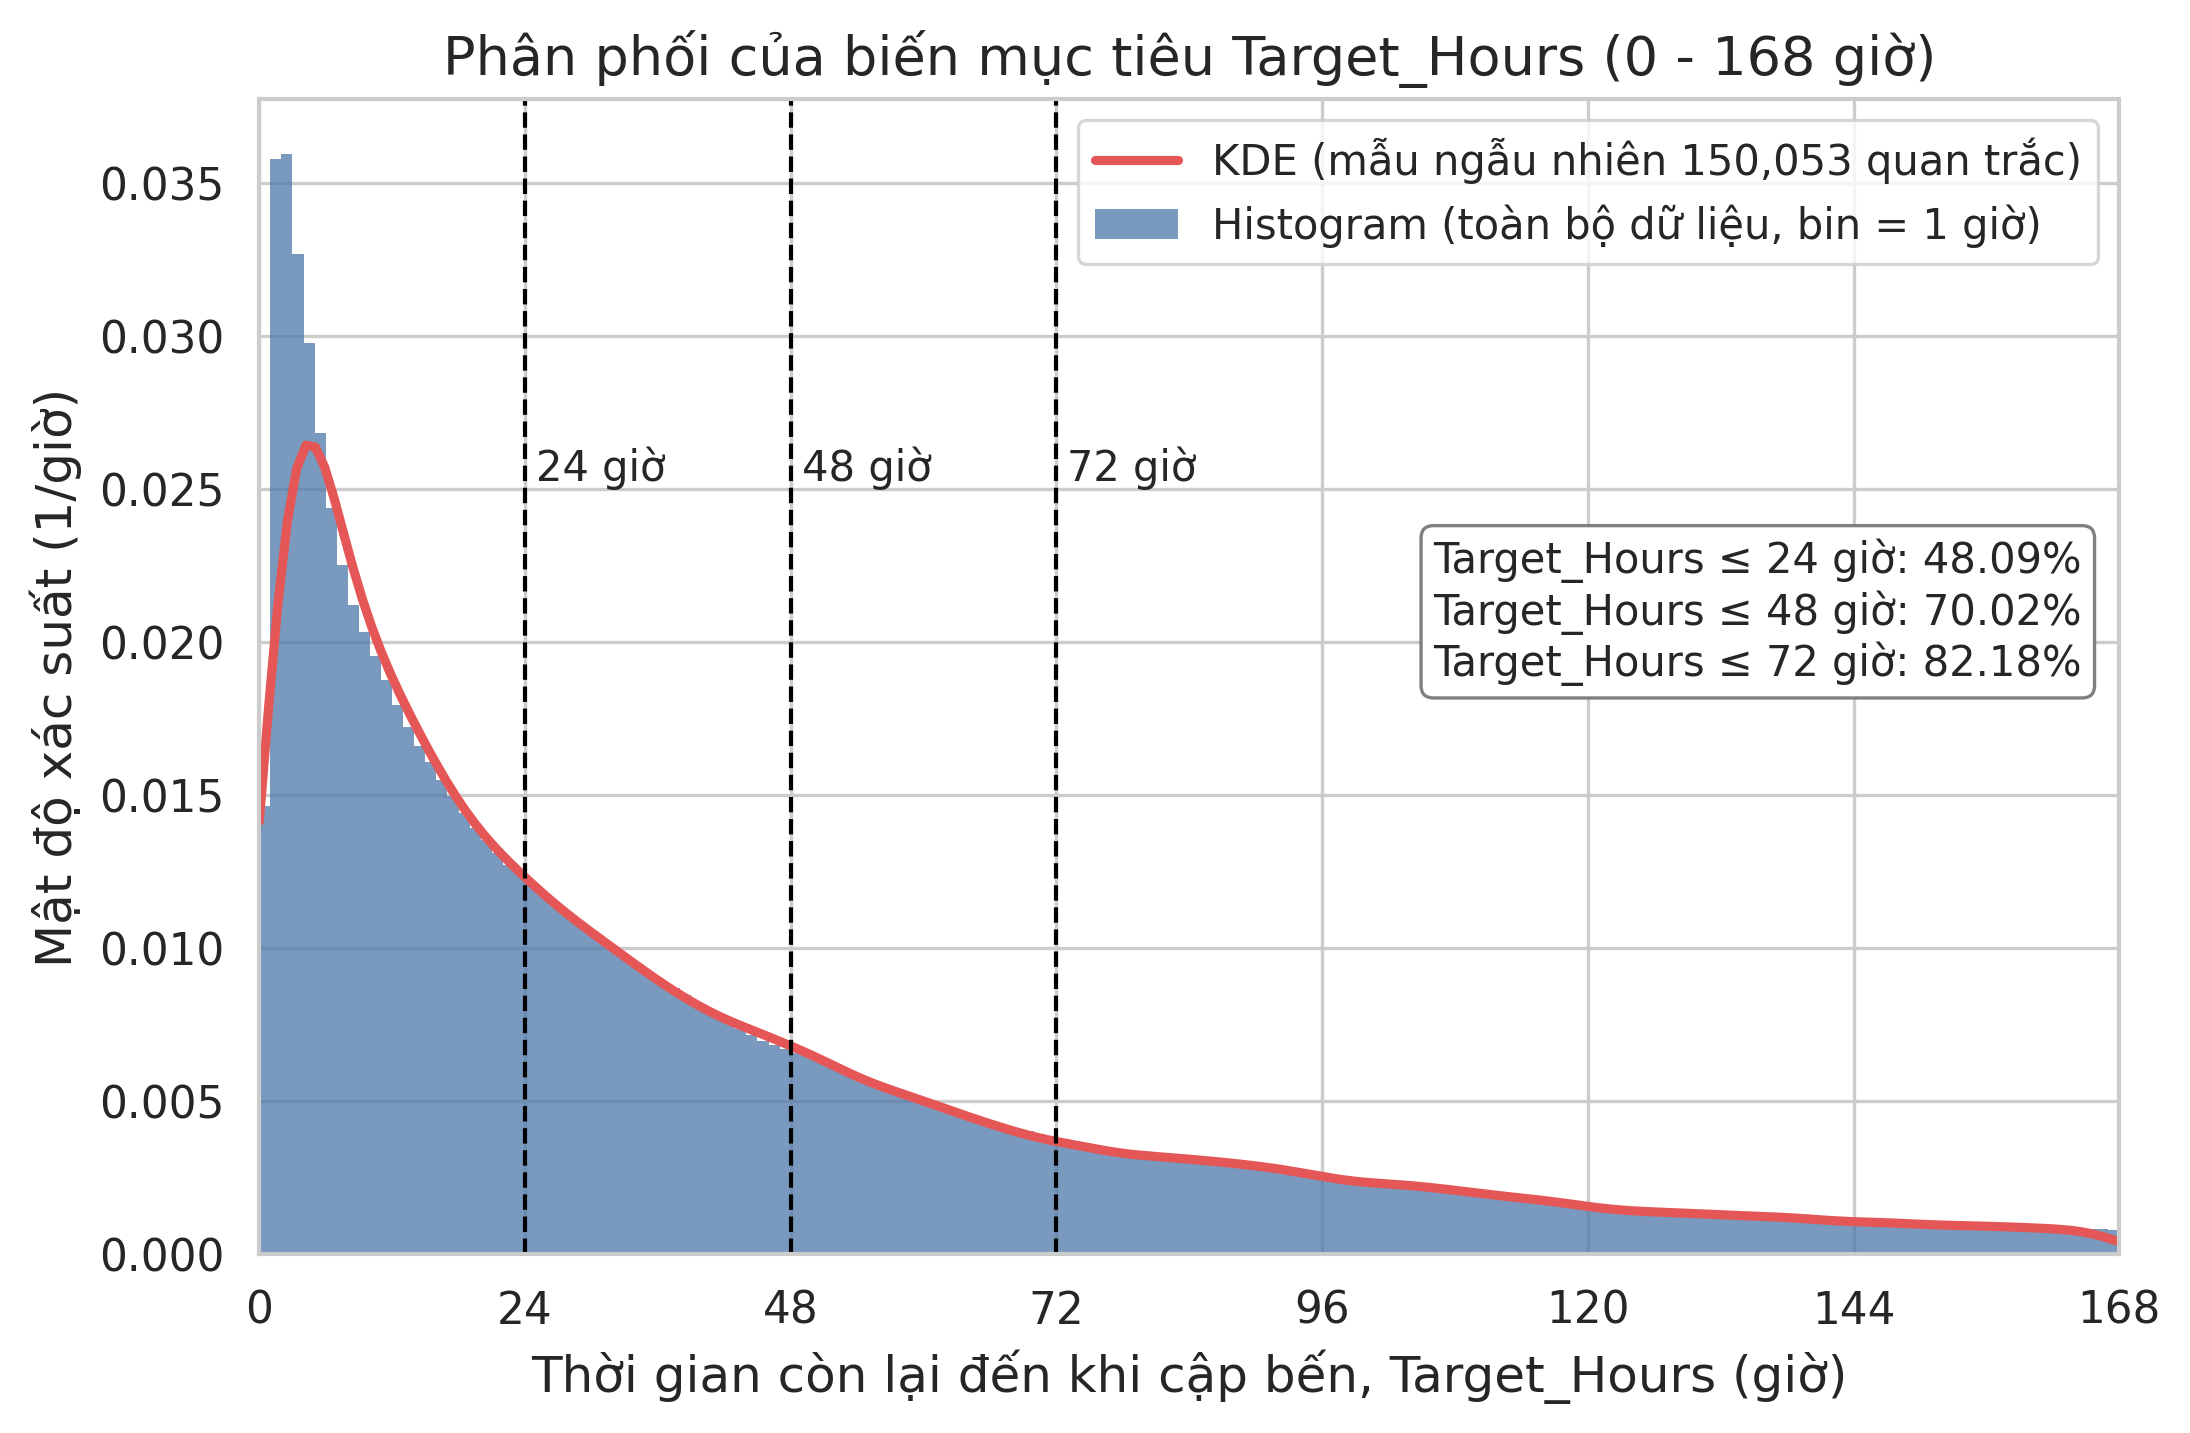 Phân phối của biến mục tiêu Target_Hours (0 - 168 giờ)
KDE (mẫu ngẫu nhiên 150,053 quan trắc)
Histogram (toàn bộ dữ liệu, bin = 1 giờ)
24 giờ
48 giờ
72 giờ
Target_Hours ≤ 24 giờ: 48.09%
Target_Hours ≤ 48 giờ: 70.02%
Target_Hours ≤ 72 giờ: 82.18%
Mật độ xác suất (1/giờ)
0.035
0.030
0.025
0.020
0.015
0.010
0.005
0.000
0 24 48 72 96 120 144 168
Thời gian còn lại đến khi cập bến, Target_Hours (giờ)